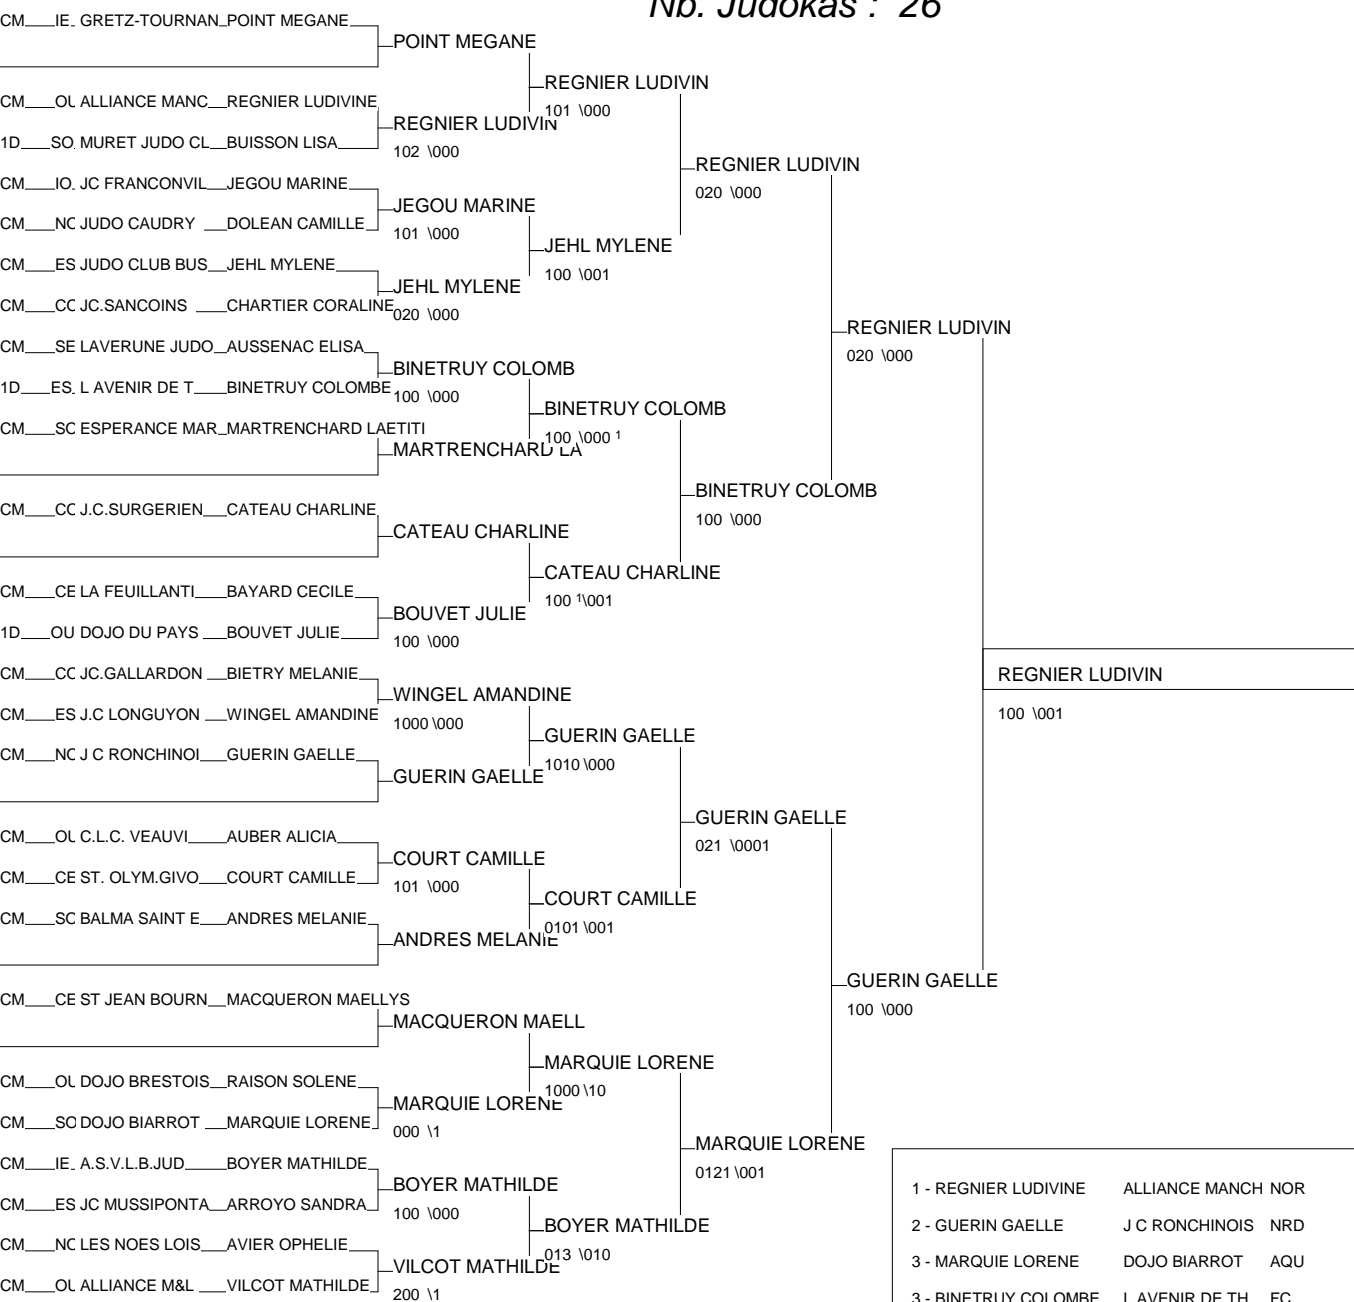 Nb. Judokas : 26
CM IE GRETZ-TOURNAN POINT MEGANE
POINT MEGANE
REGNIER LUDIVIN
101 \000
CM OU ALLIANCE MANC REGNIER LUDIVINE
REGNIER LUDIVIN
102 \000
1D SO MURET JUDO CL BUISSON LISA
REGNIER LUDIVIN
020 \000
CM IO JC FRANCONVIL JEGOU MARINE
JEGOU MARINE
101 \000
CM NC JUDO CAUDRY DOLEAN CAMILLE
JEHL MYLENE
100 \001
CM ES JUDO CLUB BUS JEHL MYLENE
JEHL MYLENE
020 \000
CM CC JC.SANCOINS CHARTIER CORALINE
REGNIER LUDIVIN
020 \000
CM SE LAVERUNE JUDO AUSSENAC ELISA
BINETRUY COLOMB
100 \000
1D ES L AVENIR DE T BINETRUY COLOMBE
BINETRUY COLOMB
100 \000 1
CM SC ESPERANCE MAR MARTRENCHARD LAETITI
MARTRENCHARD LA
BINETRUY COLOMB
100 \000
CM CC J.C.SURGERIEN CATEAU CHARLINE
CATEAU CHARLINE
CATEAU CHARLINE
100 1\001
CM CE LA FEUILLANTI BAYARD CECILE
BOUVET JULIE
100 \000
1D OU DOJO DU PAYS BOUVET JULIE
REGNIER LUDIVIN
100 \001
CM CC JC.GALLARDON BIETRY MELANIE
WINGEL AMANDINE
1000 \000
CM ES J.C LONGUYON WINGEL AMANDINE
GUERIN GAELLE
1010 \000
CM NC J C RONCHINOI GUERIN GAELLE
GUERIN GAELLE
GUERIN GAELLE
021 \0001
CM OU C.L.C. VEAUVI AUBER ALICIA
COURT CAMILLE
101 \000
CM CE ST. OLYM.GIVO COURT CAMILLE
COURT CAMILLE
0101 \001
CM SC BALMA SAINT E ANDRES MELANIE
ANDRES MELANIE
GUERIN GAELLE
100 \000
CM CE ST JEAN BOURN MACQUERON MAELLYS
MACQUERON MAELL
MARQUIE LORENE
1000 \10
CM OU DOJO BRESTOIS RAISON SOLENE
MARQUIE LORENE
000 \1
CM SO DOJO BIARROT MARQUIE LORENE
MARQUIE LORENE
0121 \001
CM IE A.S.V.L.B.JUD BOYER MATHILDE
BOYER MATHILDE
100 \000
CM ES JC MUSSIPONTA ARROYO SANDRA
BOYER MATHILDE
013 \010
CM NC LES NOES LOIS AVIER OPHELIE
VILCOT MATHILDE
200 \1
CM OU ALLIANCE M&L VILCOT MATHILDE
1 - REGNIER LUDIVINE ALLIANCE MANCH NOR
2 - GUERIN GAELLE J C RONCHINOIS NRD
3 - MARQUIE LORENE DOJO BIARROT AQU
3 - BINETRUY COLOMBE L AVENIR DE TH FC